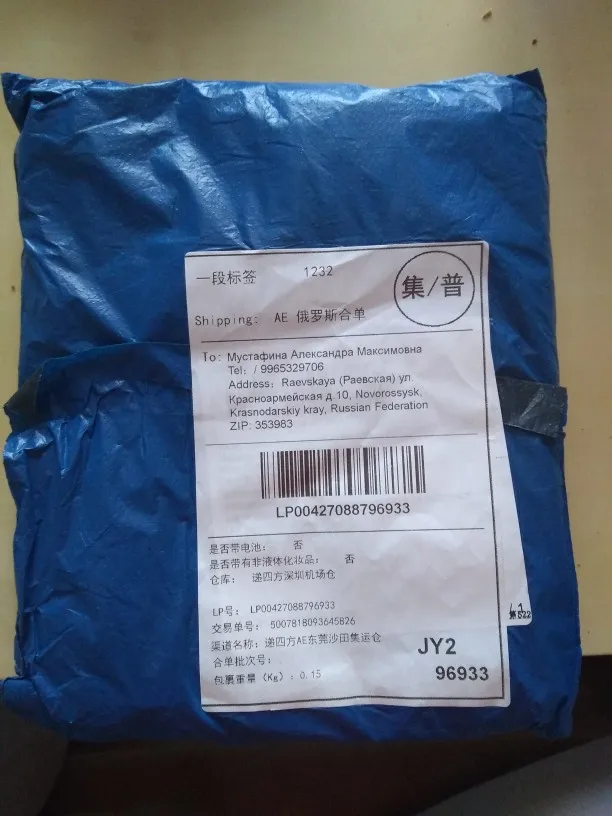 一段标签 1232
集/普
Shipping: AE 俄罗斯合单
To: Мустафина Александра Максимовна
Tel: / 9965329706
Address: Raevskaya (Раевская) ул.
Красноармейская д.10, Novorossysk,
Krasnodarskiy kray, Russian Federation
ZIP: 353983
LP00427088796933
是否带电池: 否
是否带有非液体化妆品: 否
仓库: 递四方深圳机场仓
LP号: LP00427088796933
交易单号: 5007818093645826
渠道名称: 递四方AE东莞沙田集运仓
合单批次号:
包裹重量 (Kg) : 0.15
JY2
96933